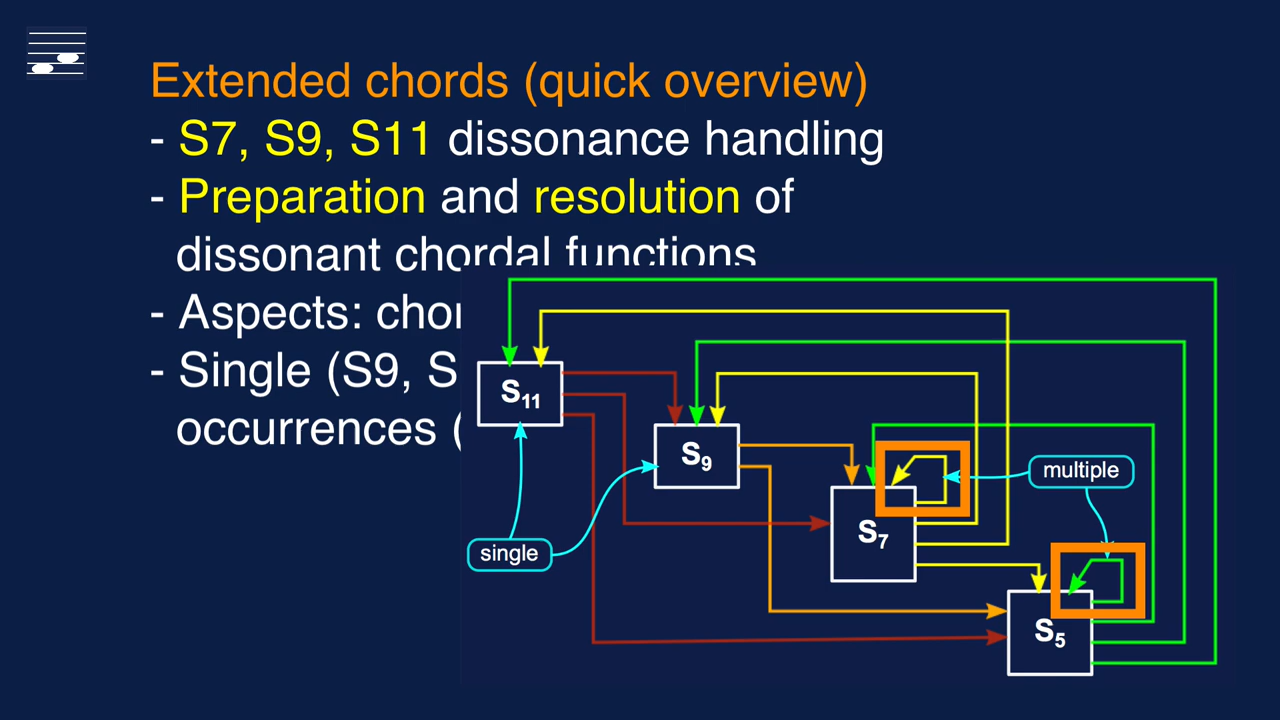 Extended chords (quick overview)
- S7, S9, S11 dissonance handling
- Preparation and resolution of
dissonant chordal functions
- Aspects:
- Single (S9, S
occurrences (
S11
S9
S7
S5
single
multiple